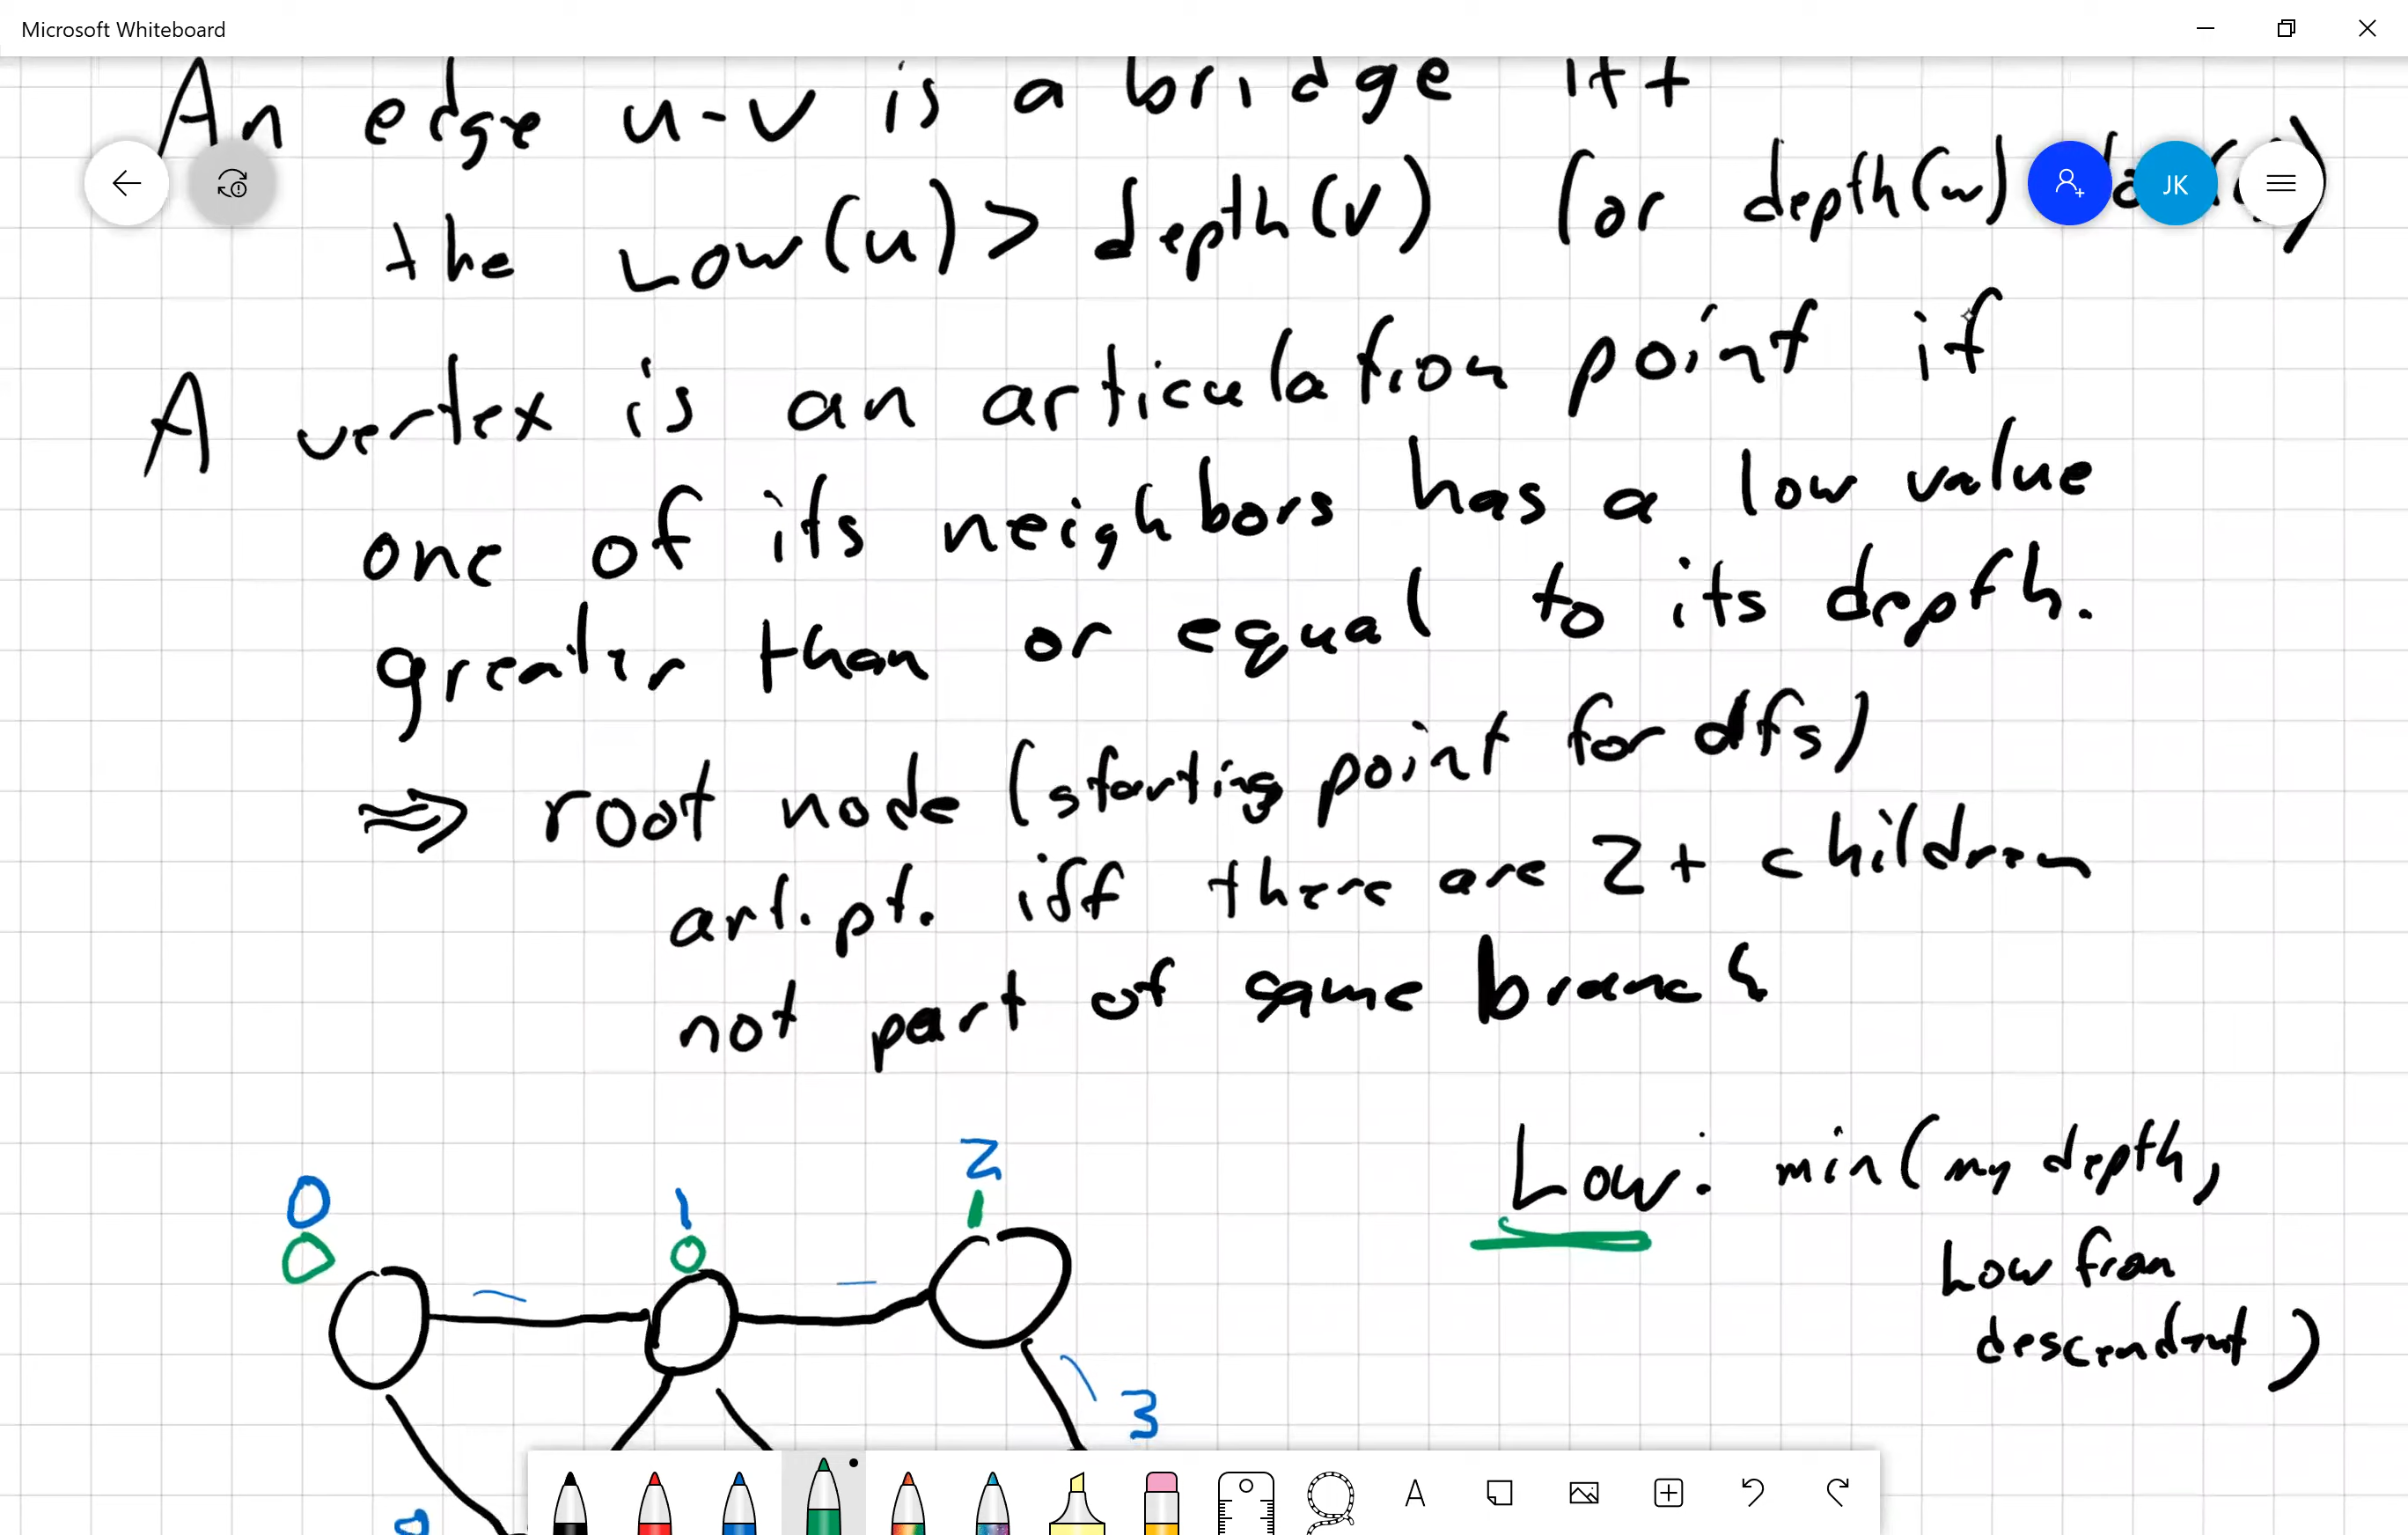 Microsoft Whiteboard
An edge u-v is a bridge iff
the Low(u) > depth(v) (or depth(u)
JK
A vertex is an articulation point if
one of its neighbors has a low value
greater than or equal to its depth.
⇒ root node (starting point for dfs)
art. pt. iff there are 2+ children
not part of same branch
Low: min(my depth,
Low from
descendant)
2
0 1 1
0 0
3
A